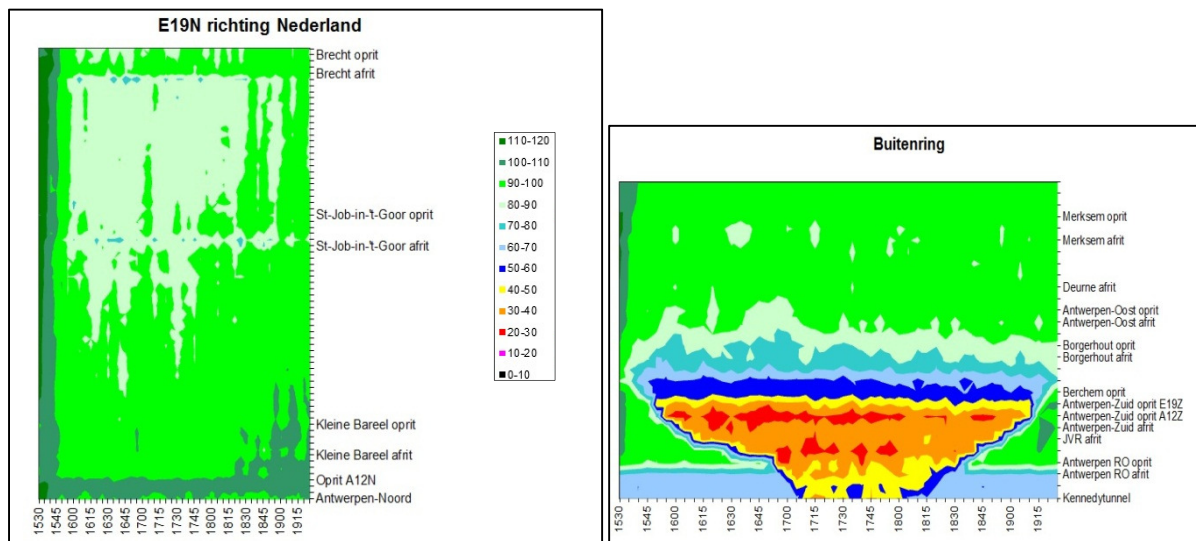 E19N richting Nederland
Brecht oprit
Brecht afrit
St-Job-in-'t-Goor oprit
St-Job-in-'t-Goor afrit
Kleine Bareel oprit
Kleine Bareel afrit
Oprit A12N
Antwerpen-Noord
1530 1545 1600 1615 1630 1645 1700 1715 1730 1745 1800 1815 1830 1845 1900 1915
110-120
100-110
90-100
80-90
70-80
60-70
50-60
40-50
30-40
20-30
10-20
0-10
Buitenring
Merksem oprit
Merksem afrit
Deurne afrit
Antwerpen-Oost oprit
Antwerpen-Oost afrit
Borgerhout oprit
Borgerhout afrit
Berchem oprit
Antwerpen-Zuid oprit E19Z
Antwerpen-Zuid oprit A12Z
Antwerpen-Zuid afrit
JVR afrit
Antwerpen RO oprit
Antwerpen RO afrit
Kennedytunnel
1530 1545 1600 1615 1630 1645 1700 1715 1730 1745 1800 1815 1830 1845 1900 1915